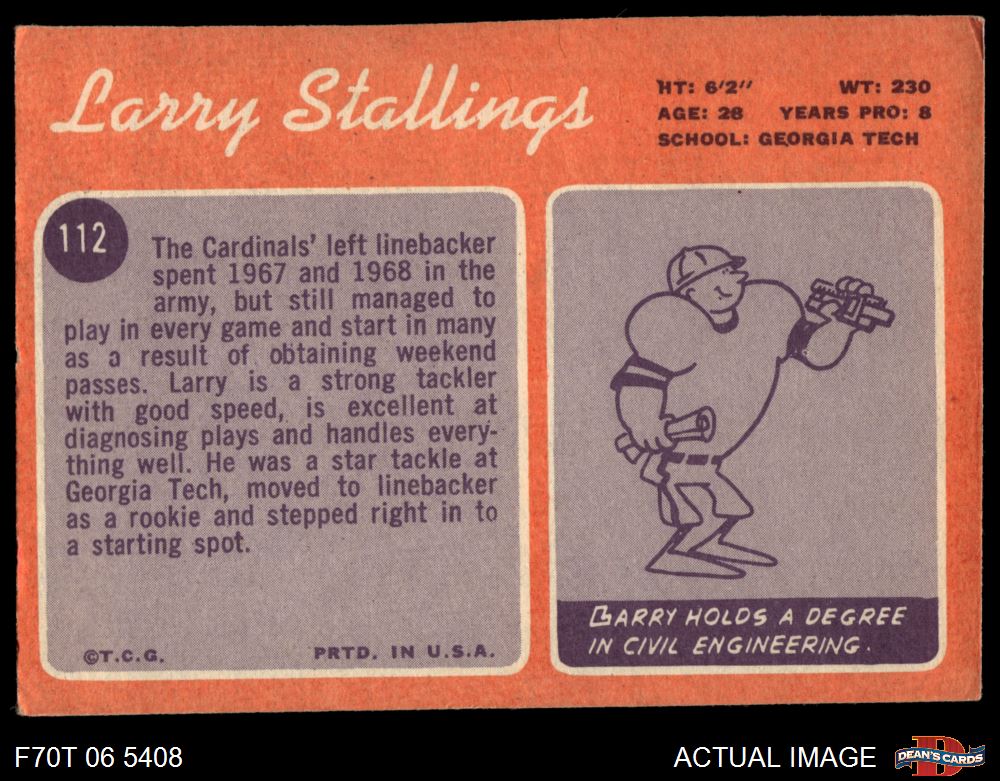 Larry Stallings
HT: 6'2" WT: 230
AGE: 28 YEARS PRO: 8
SCHOOL: GEORGIA TECH
112
The Cardinals' left linebacker
spent 1967 and 1968 in the
army, but still managed to
play in every game and start in many
as a result of obtaining weekend
passes. Larry is a strong tackler
with good speed, is excellent at
diagnosing plays and handles every-
thing well. He was a star tackle at
Georgia Tech, moved to linebacker
as a rookie and stepped right in to
a starting spot.
©T.C.G. PRTD. IN U.S.A.
LARRY HOLDS A DEGREE
IN CIVIL ENGINEERING.
F70T 06 5408
ACTUAL IMAGE
D
DEAN'S CARDS